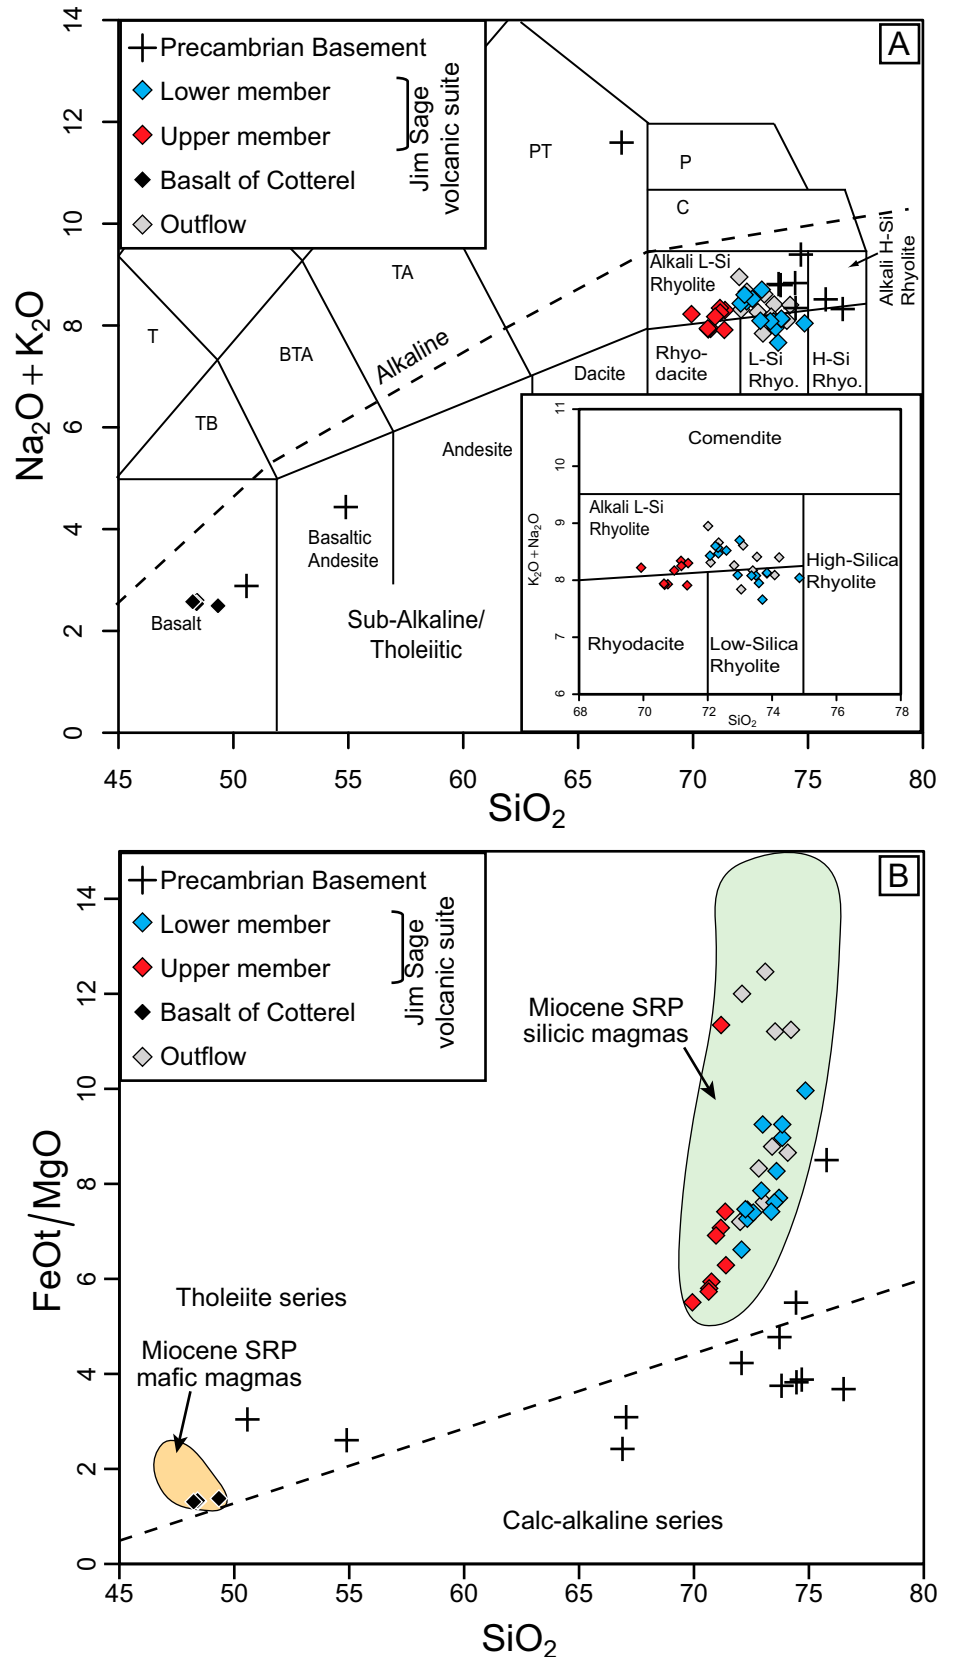 A
Precambrian Basement
Lower member
Upper member
Basalt of Cotterel
Outflow
Jim Sage
volcanic suite
Na₂O + K₂O
14
12
10
8
6
4
2
0
PT
P
C
Alkali L-Si
Rhyolite
Alkali H-Si
Rhyolite
TA
T
BTA
Alkaline
TB
Dacite
Rhyo-
dacite
L-Si
Rhyo.
H-Si
Rhyo.
Andesite
Basaltic
Andesite
Basalt
Sub-Alkaline/
Tholeiitic
K₂O + Na₂O
11
10
9
8
7
6
Comendite
Alkali L-Si
Rhyolite
High-Silica
Rhyolite
Rhyodacite
Low-Silica
Rhyolite
68 70 72 74 76 78
SiO₂
45 50 55 60 65 70 75 80
SiO₂
B
Precambrian Basement
Lower member
Upper member
Basalt of Cotterel
Outflow
Jim Sage
volcanic suite
FeOt/MgO
14
12
10
8
6
4
2
0
Miocene SRP
silicic magmas
Tholeiite series
Miocene SRP
mafic magmas
Calc-alkaline series
45 50 55 60 65 70 75 80
SiO₂